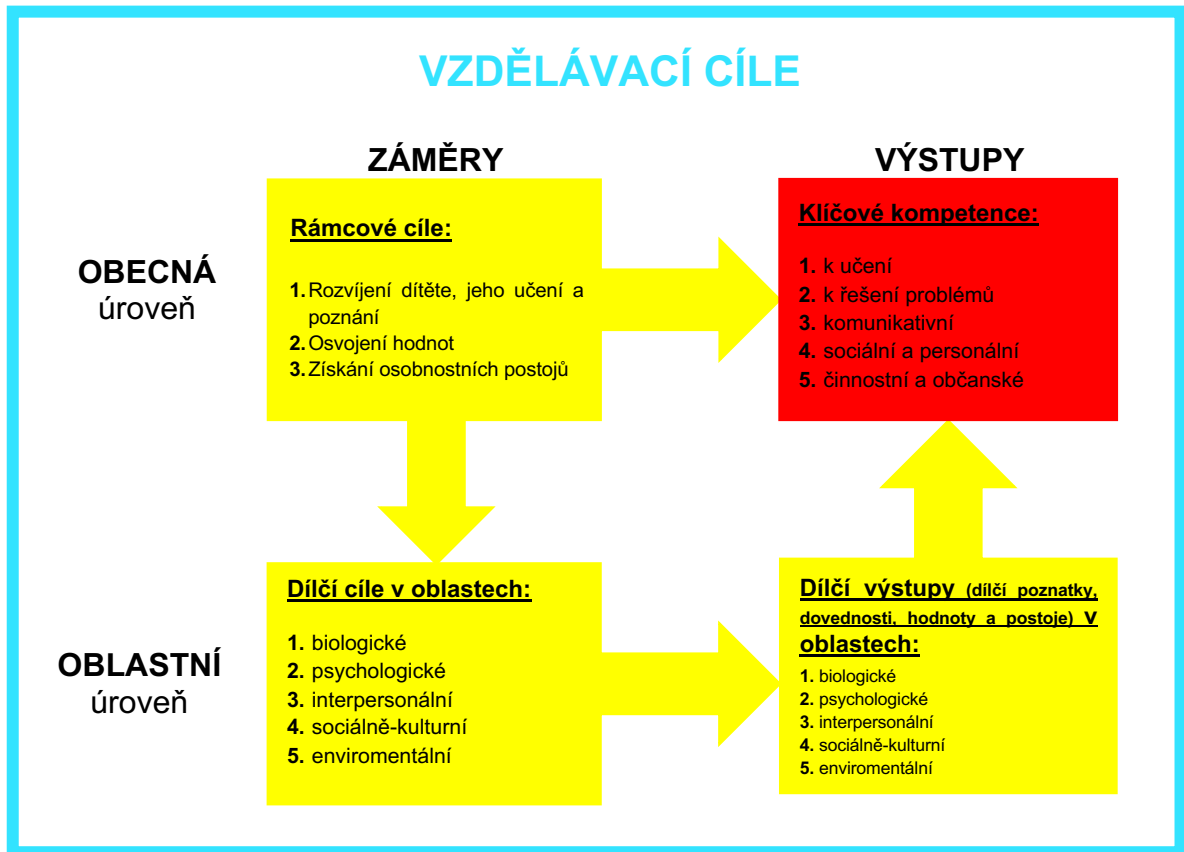 VZDĚLÁVACÍ CÍLE
ZÁMĚRY
VÝSTUPY
OBECNÁ
úroveň
Rámcové cíle:
1. Rozvíjení dítěte, jeho učení a
poznání
2. Osvojení hodnot
3. Získání osobnostních postojů
Klíčové kompetence:
1. k učení
2. k řešení problémů
3. komunikativní
4. sociální a personální
5. činnostní a občanské
OBLASTNÍ
úroveň
Dílčí cíle v oblastech:
1. biologické
2. psychologické
3. interpersonální
4. sociálně-kulturní
5. enviromentální
Dílčí výstupy (dílčí poznatky,
dovednosti, hodnoty a postoje) v
oblastech:
1. biologické
2. psychologické
3. interpersonální
4. sociálně-kulturní
5. enviromentální